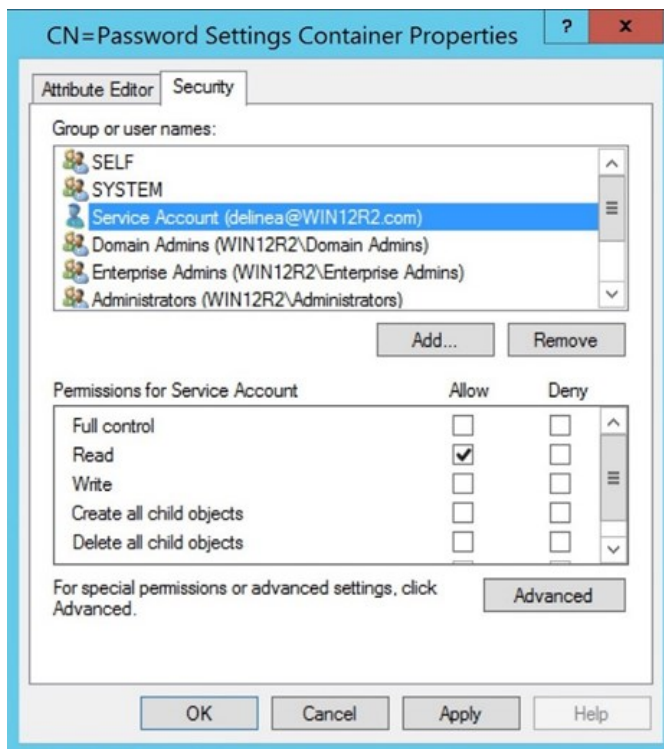 CN=Password Settings Container Properties
?
x
Attribute Editor
Security
Group or user names:
SELF
SYSTEM
Service Account (delinea@WIN12R2.com)
Domain Admins (WIN12R2\Domain Admins)
Enterprise Admins (WIN12R2\Enterprise Admins)
Administrators (WIN12R2\Administrators)
Add...
Remove
Permissions for Service Account
Allow
Deny
Full control
Read
Write
Create all child objects
Delete all child objects
For special permissions or advanced settings, click
Advanced.
Advanced
OK
Cancel
Apply
Help